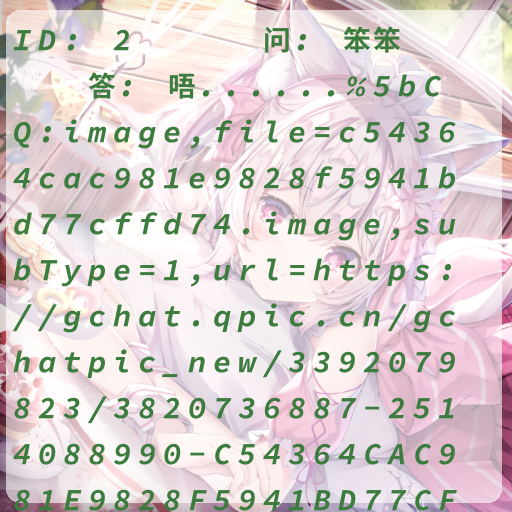 ID: 2 问: 笨笨
答: 唔......%5bC
Q:image,file=c5436
4cac981e9828f5941b
d77cffd74.image,su
bType=1,url=https:
//gchat.qpic.cn/gc
hatpic_new/3392079
823/3820736887-251
4088990-C54364CAC9
81E9828F5941BD77CF